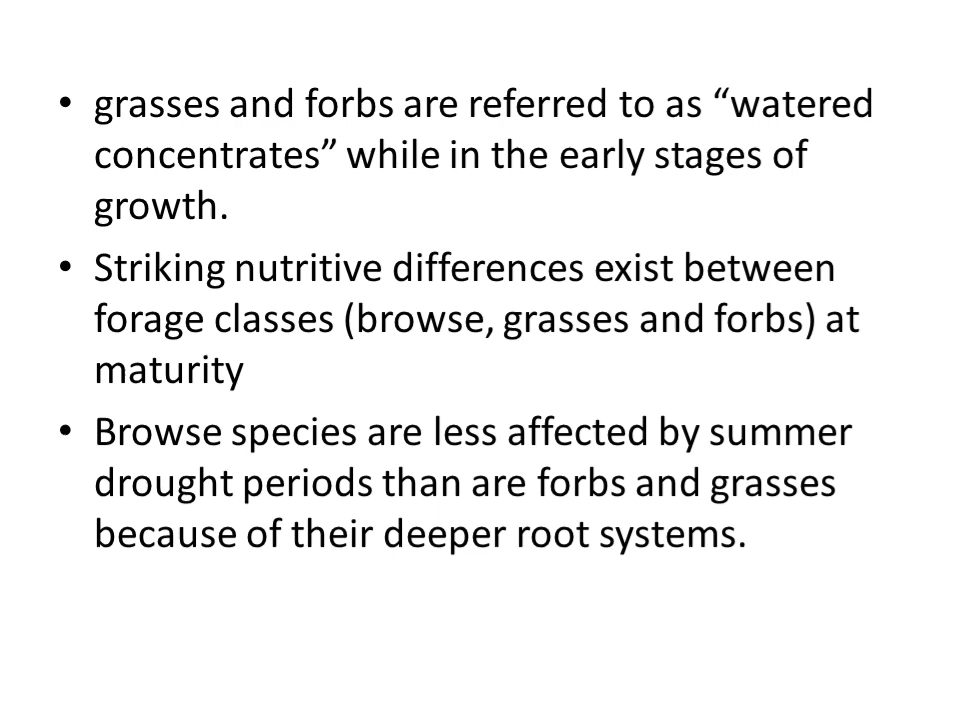 • grasses and forbs are referred to as “watered
concentrates” while in the early stages of
growth.
• Striking nutritive differences exist between
forage classes (browse, grasses and forbs) at
maturity
• Browse species are less affected by summer
drought periods than are forbs and grasses
because of their deeper root systems.